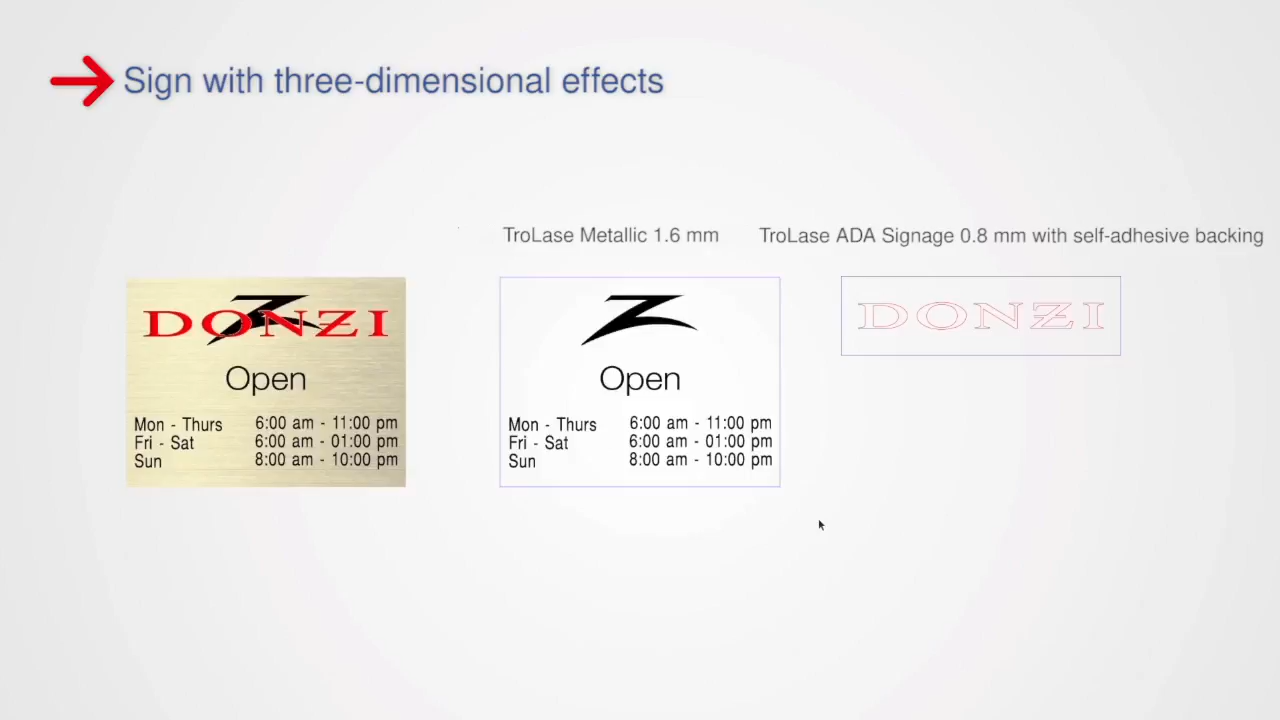 Sign with three-dimensional effects
TroLase Metallic 1.6 mm
TroLase ADA Signage 0.8 mm with self-adhesive backing
DONZI
Open
Mon - Thurs 6:00 am - 11:00 pm
Fri - Sat 6:00 am - 01:00 pm
Sun 8:00 am - 10:00 pm
Z
Open
Mon - Thurs 6:00 am - 11:00 pm
Fri - Sat 6:00 am - 01:00 pm
Sun 8:00 am - 10:00 pm
DONZI